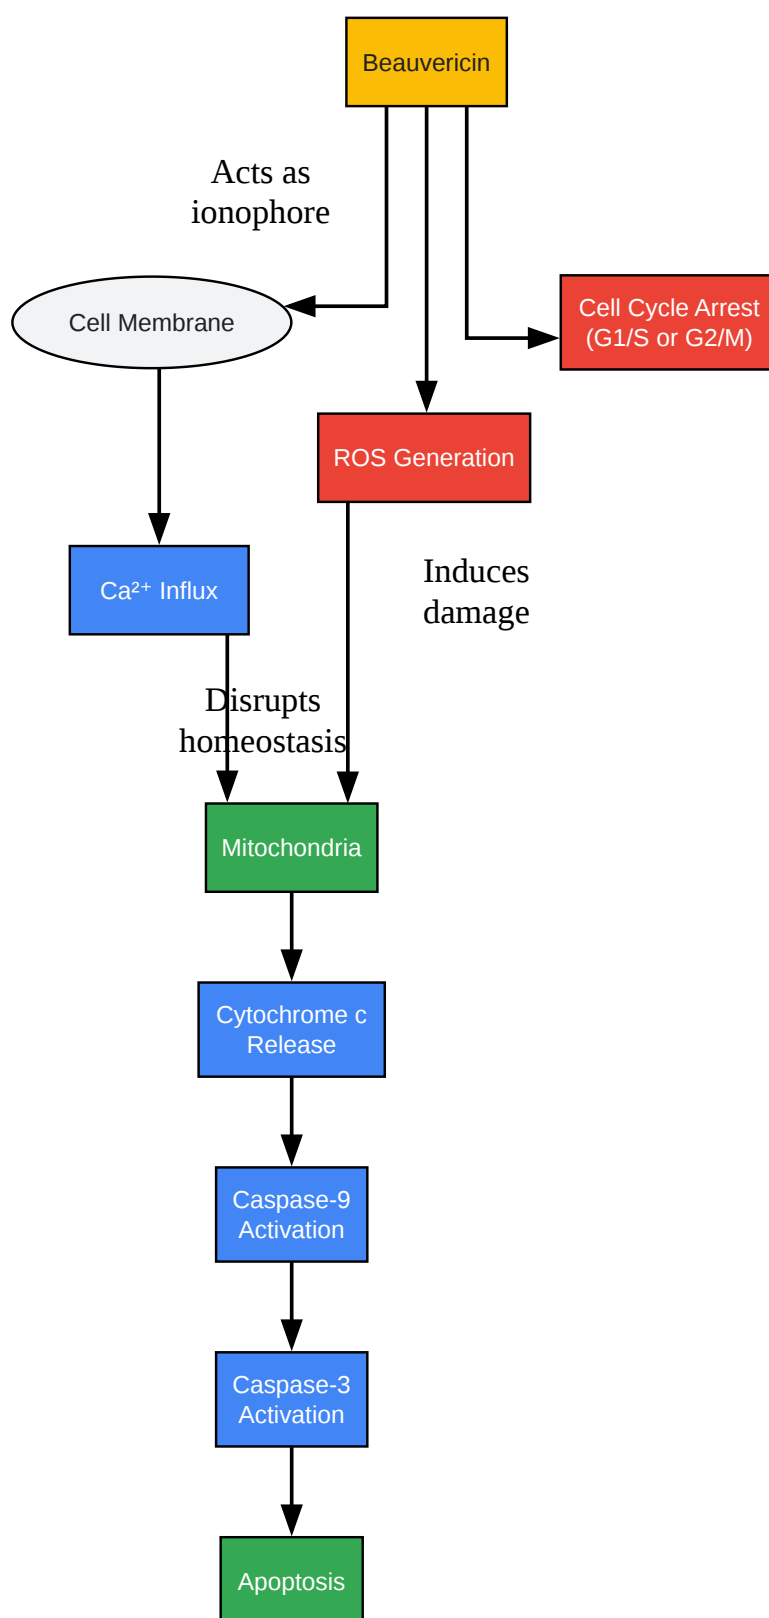 Beauvericin
Acts as
ionophore
Cell Membrane
Cell Cycle Arrest
(G1/S or G2/M)
ROS Generation
Ca²⁺ Influx
Induces
damage
Disrupts
homeostasis
Mitochondria
Cytochrome c
Release
Caspase-9
Activation
Caspase-3
Activation
Apoptosis